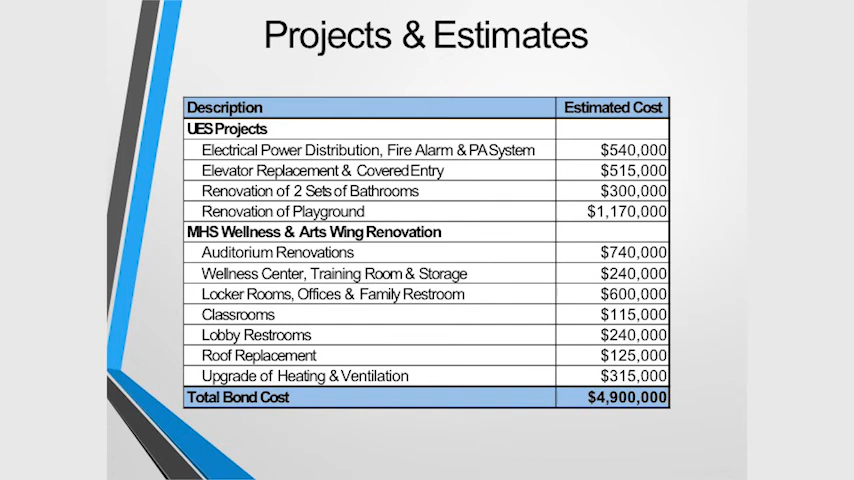 Projects & Estimates
Description Estimated Cost
UES Projects
Electrical Power Distribution, Fire Alarm & PA System $540,000
Elevator Replacement & Covered Entry $515,000
Renovation of 2 Sets of Bathrooms $300,000
Renovation of Playground $1,170,000
MHS Wellness & Arts Wing Renovation
Auditorium Renovations $740,000
Wellness Center, Training Room & Storage $240,000
Locker Rooms, Offices & Family Restroom $600,000
Classrooms $115,000
Lobby Restrooms $240,000
Roof Replacement $125,000
Upgrade of Heating & Ventilation $315,000
Total Bond Cost $4,900,000